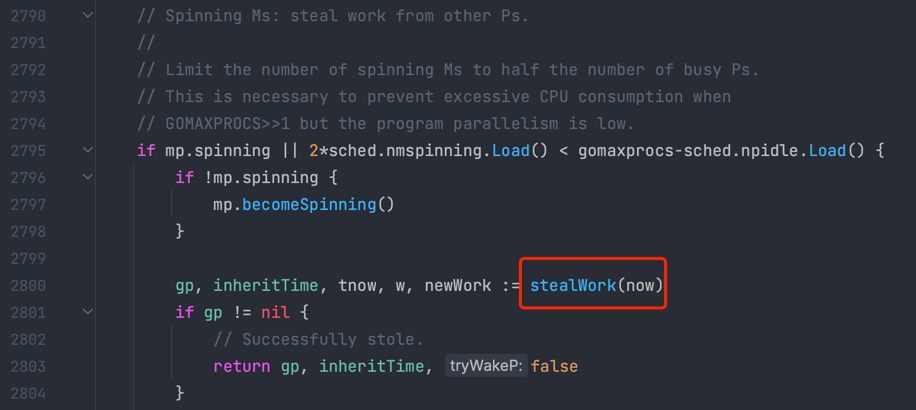 2790 // Spinning Ms: steal work from other Ps.
2791 //
2792 // Limit the number of spinning Ms to half the number of busy Ps.
2793 // This is necessary to prevent excessive CPU consumption when
2794 // GOMAXPROCS>>1 but the program parallelism is low.
2795 if mp.spinning || 2*sched.nmspinning.Load() < gomaxprocs-sched.npidle.Load() {
2796 if !mp.spinning {
2797 mp.becomeSpinning()
2798 }
2799
2800 gp, inheritTime, tnow, w, newWork := stealWork(now)
2801 if gp != nil {
2802 // Successfully stole.
2803 return gp, inheritTime, tryWakeP: false
2804 }